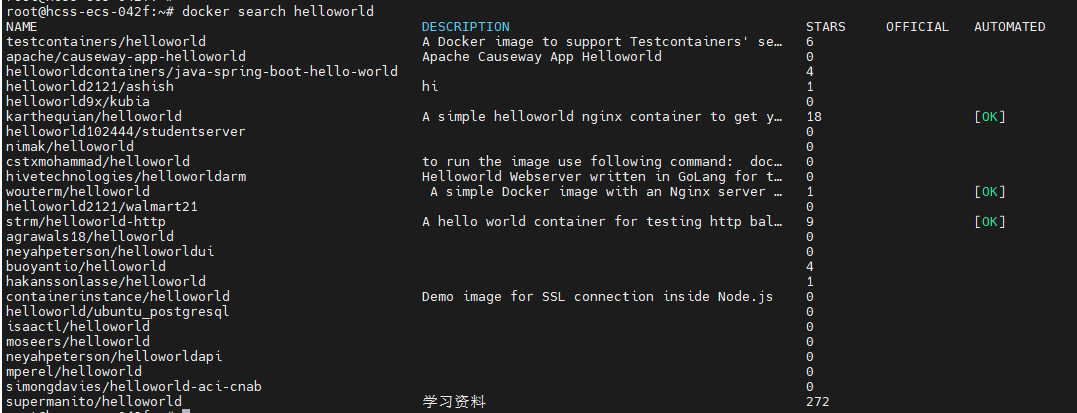 root@hcss-ecs-042f:~# docker search helloworld
NAME DESCRIPTION STARS OFFICIAL AUTOMATED
testcontainers/helloworld A Docker image to support Testcontainers' se… 6
apache/causeway-app-helloworld Apache Causeway App Helloworld 0
helloworldcontainers/java-spring-boot-hello-world 4
helloworld2121/ashish hi 1
helloworld9x/kubia 0
karthequian/helloworld A simple helloworld nginx container to get y… 18 [OK]
helloworld102444/studentserver 0
nimak/helloworld 0
cstxmohammad/helloworld to run the image use following command: doc… 0
hivetechnologies/helloworldarm Helloworld Webserver written in GoLang for t… 0
wouterm/helloworld A simple Docker image with an Nginx server … 1 [OK]
helloworld2121/walmart21 0
strm/helloworld-http A hello world container for testing http bal… 9 [OK]
agrawals18/helloworld 0
neyahpeterson/helloworldui 0
buoyantio/helloworld 4
hakanssonlasse/helloworld 1
containerinstance/helloworld Demo image for SSL connection inside Node.js 0
helloworld/ubuntu_postgresql 0
isaactl/helloworld 0
moseers/helloworld 0
neyahpeterson/helloworldapi 0
mperel/helloworld 0
simongdavies/helloworld-aci-cnab 0
supermanito/helloworld 学习资料 272